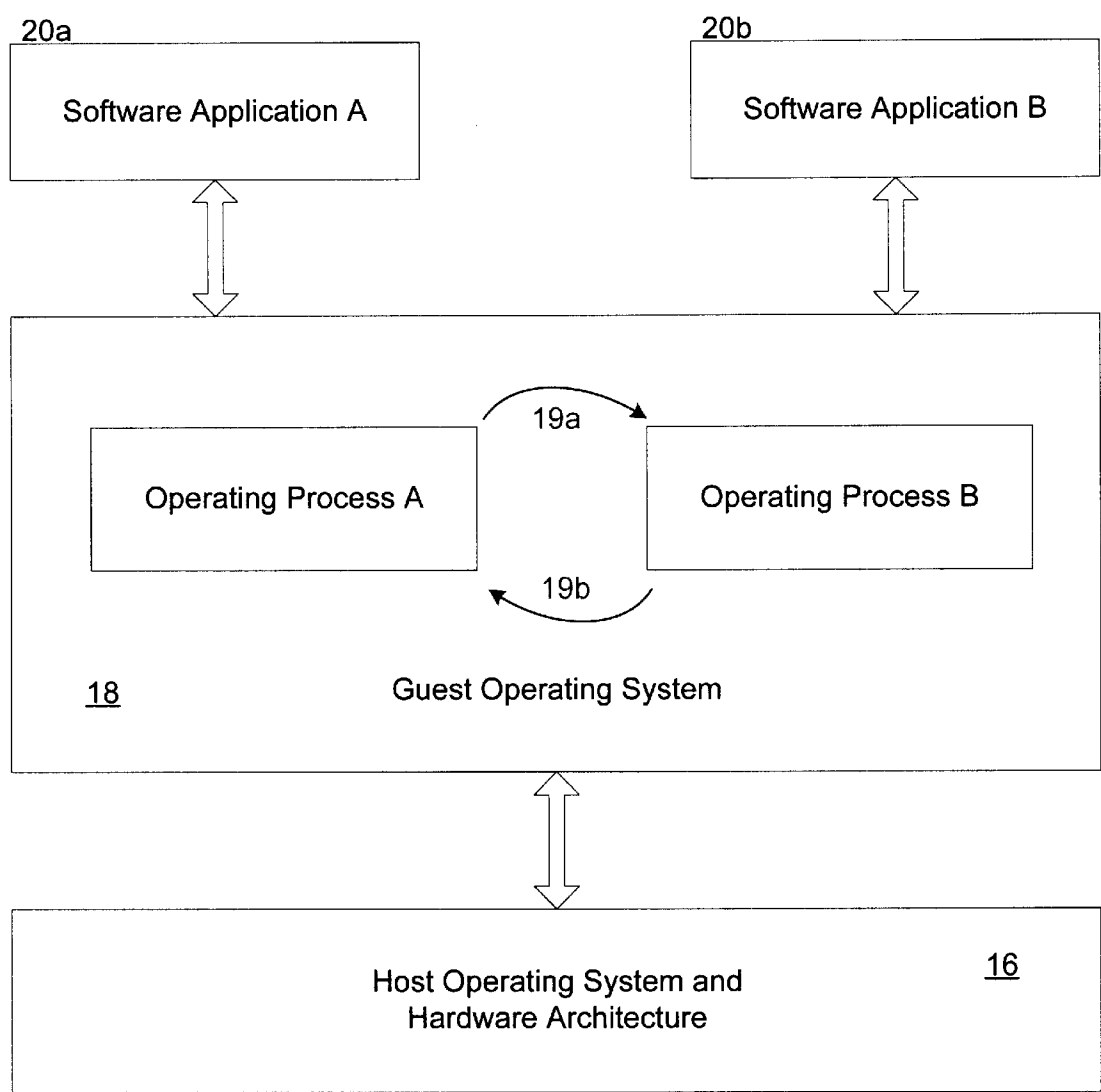 20a
20b
Software Application A
Software Application B
19a
Operating Process A
Operating Process B
19b
18
Guest Operating System
16
Host Operating System and
Hardware Architecture